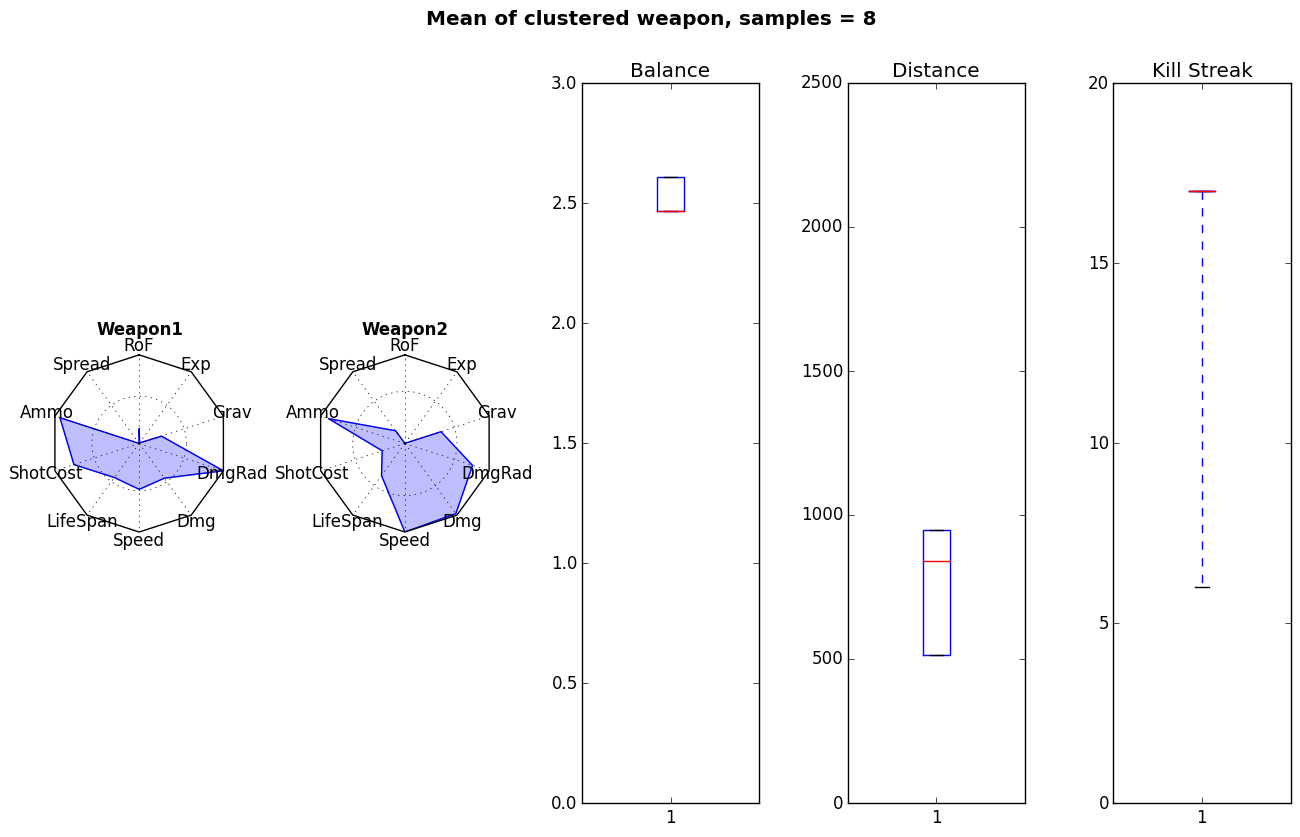 Mean of clustered weapon, samples = 8
Weapon1
RoF
Exp
Grav
DmgRad
Dmg
Speed
LifeSpan
ShotCost
Ammo
Spread
Weapon2
RoF
Exp
Grav
DmgRad
Dmg
Speed
LifeSpan
ShotCost
Ammo
Spread
Balance
3.0
2.5
2.0
1.5
1.0
0.5
0.0
1
Distance
2500
2000
1500
1000
500
0
1
Kill Streak
20
15
10
5
0
1